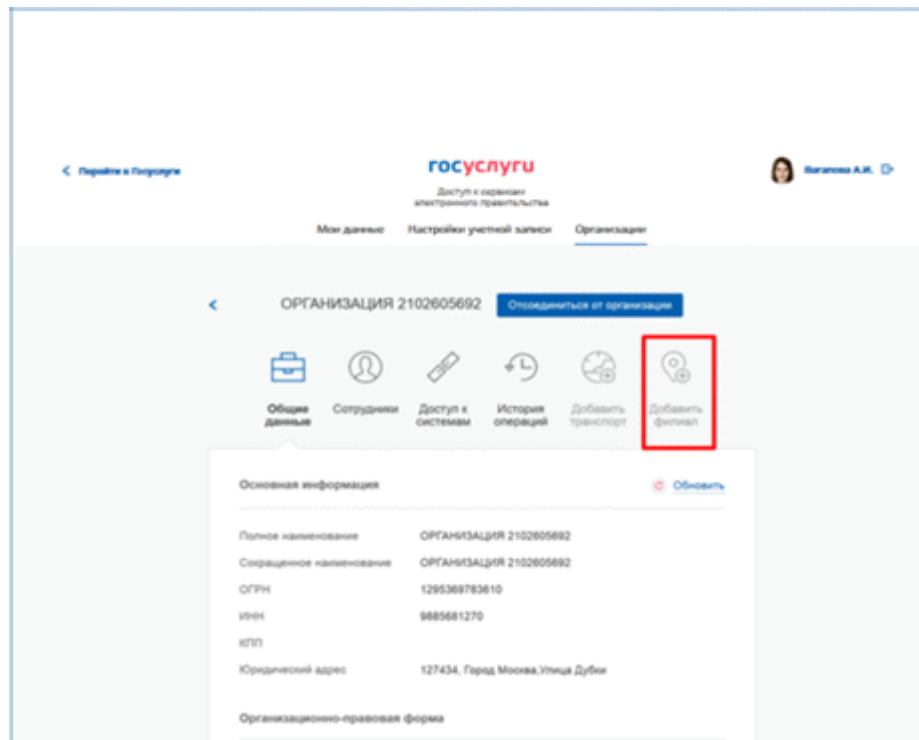 Перейти в Госуслуги
госуслуги
Вагапова А.И.
Доступ к сервисам
электронного правительства
Мои данные Настройки учетной записи Организации
ОРГАНИЗАЦИЯ 2102605692 Отсоединиться от организации
Общие данные
Сотрудники
Доступ к системам
История операций
Добавить транспорт
Добавить филиал
Основная информация Обновить
Полное наименование ОРГАНИЗАЦИЯ 2102605692
Сокращенное наименование ОРГАНИЗАЦИЯ 2102605692
ОГРН 1295369783610
ИНН 9885681270
КПП
Юридический адрес 127434, Город Москва,Улица Дубки
Организационно-правовая форма